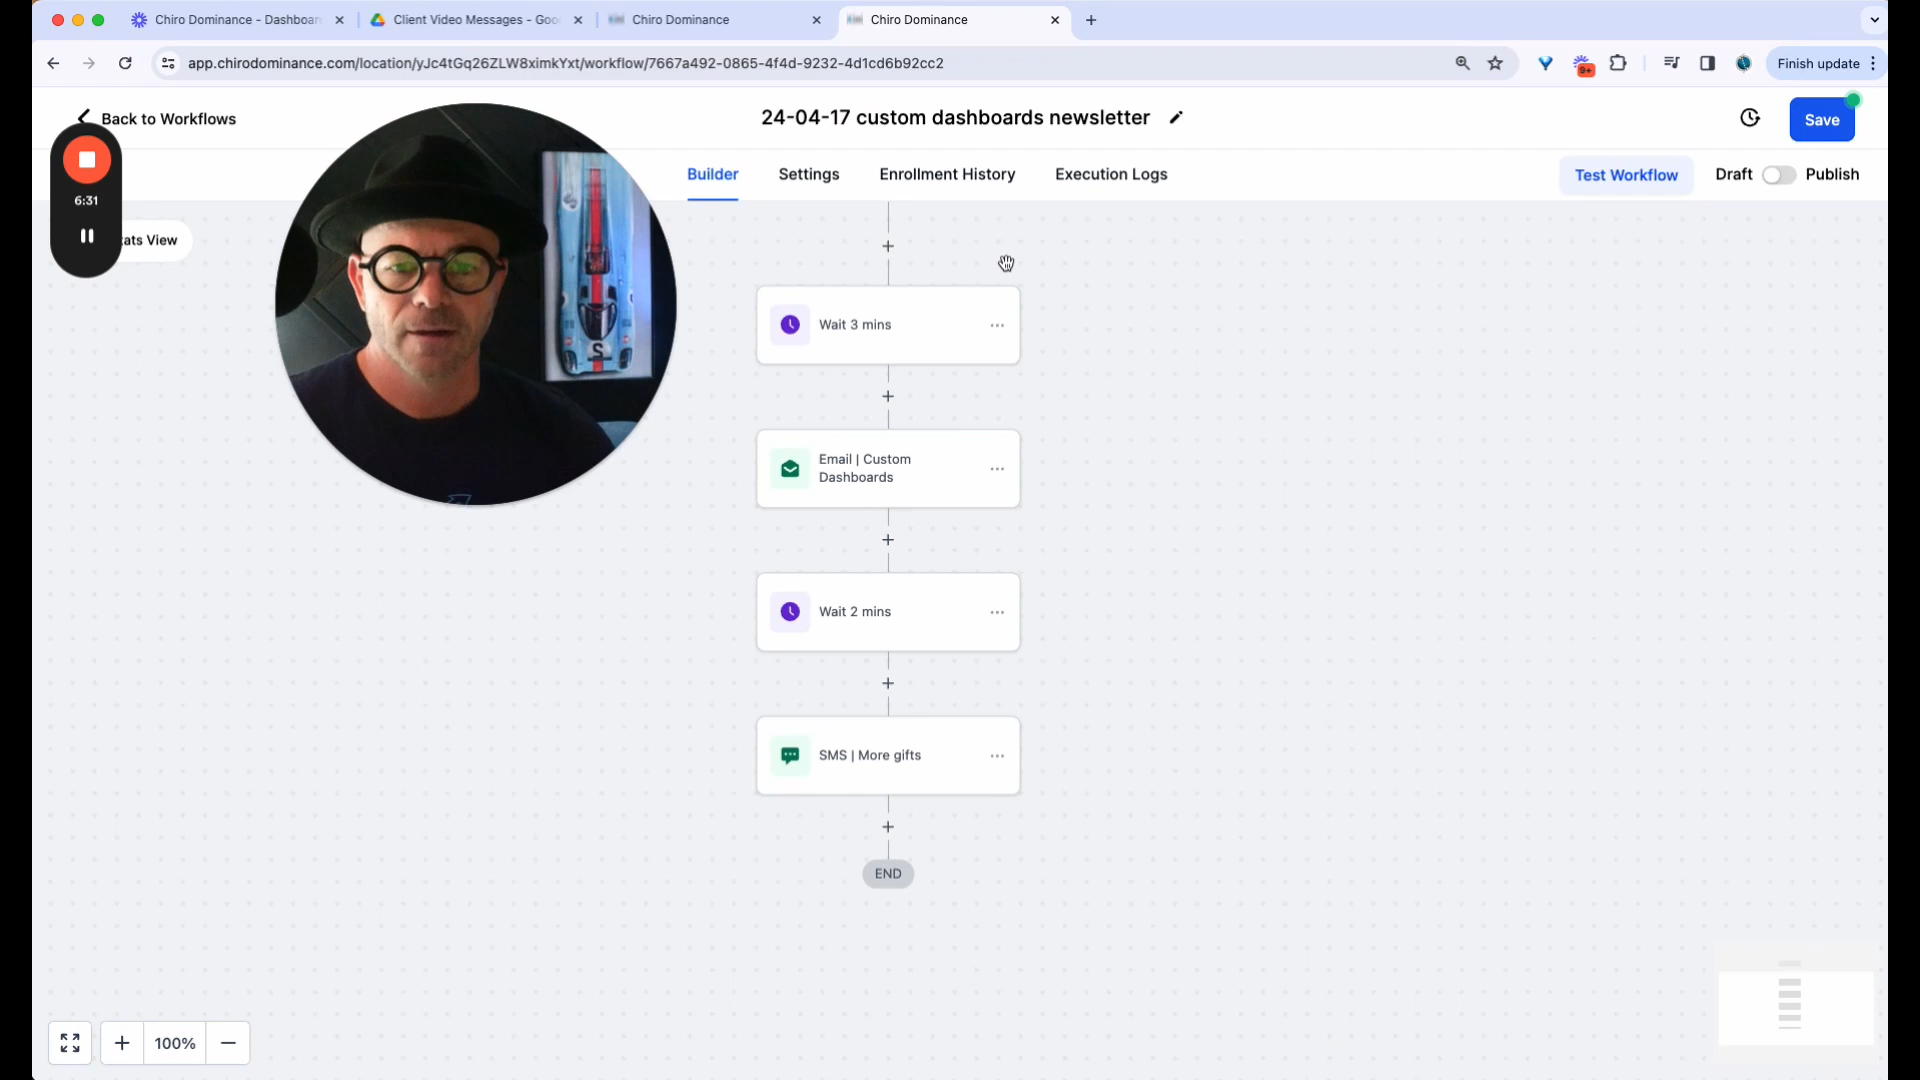 Chiro Dominance - Dashboar
Client Video Messages - Goo
Chiro Dominance
Chiro Dominance
app.chirodominance.com/location/yJc4tGq26ZLW8ximkYxt/workflow/7667a492-0865-4f4d-9232-4d1cd6b92cc2
9+
Finish update
Back to Workflows
24-04-17 custom dashboards newsletter
Save
Builder
Settings
Enrollment History
Execution Logs
Test Workflow
Draft
Publish
6:31
tats View
Wait 3 mins
Email | Custom
Dashboards
Wait 2 mins
SMS | More gifts
END
100%